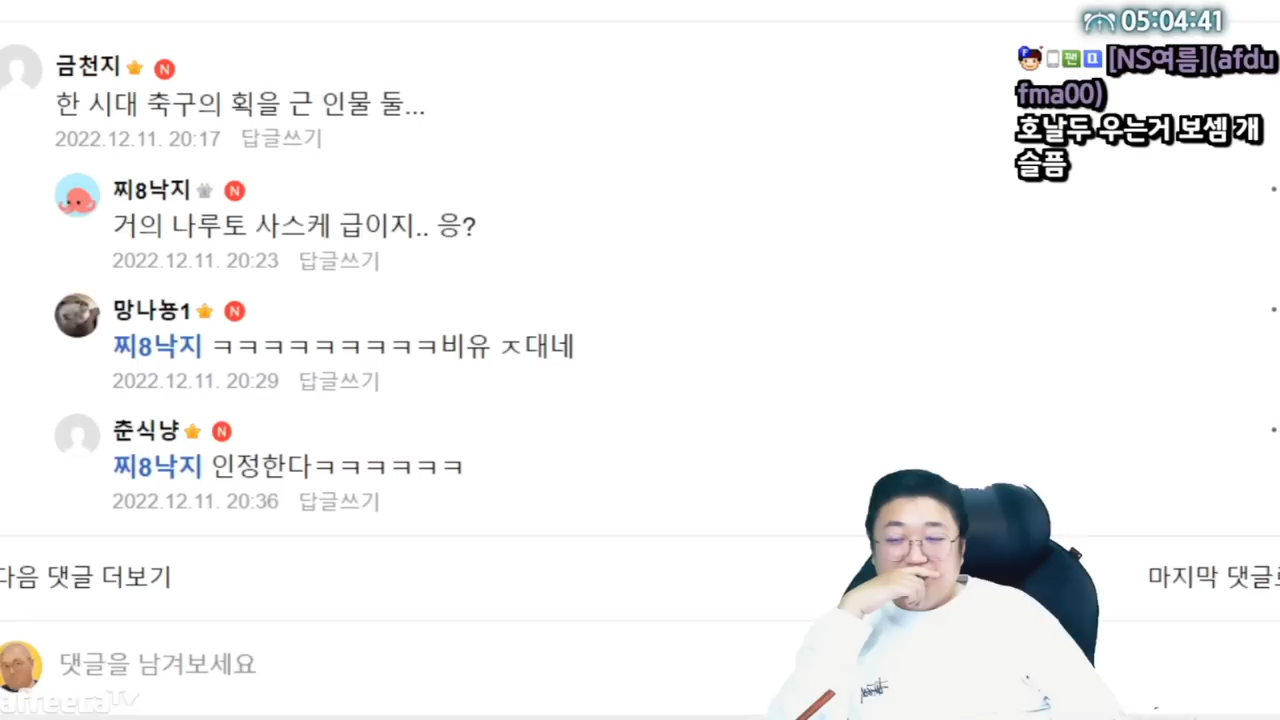 05:04:41
[NS여름](afdu
fma00)
호날두 우는거 보셈 개
슬픔
금천지
한 시대 축구의 획을 근 인물 둘...
2022.12.11. 20:17 답글쓰기
찌8낙지
거의 나루토 사스케 급이지.. 응?
2022.12.11. 20:23 답글쓰기
망나뇽1
찌8낙지 ㅋㅋㅋㅋㅋㅋㅋㅋㅋ비유 ㅈ대네
2022.12.11. 20:29 답글쓰기
춘식냥
찌8낙지 인정한다ㅋㅋㅋㅋㅋㅋ
2022.12.11. 20:36 답글쓰기
다음 댓글 더보기
마지막 댓글로
댓글을 남겨보세요
afreecaTV